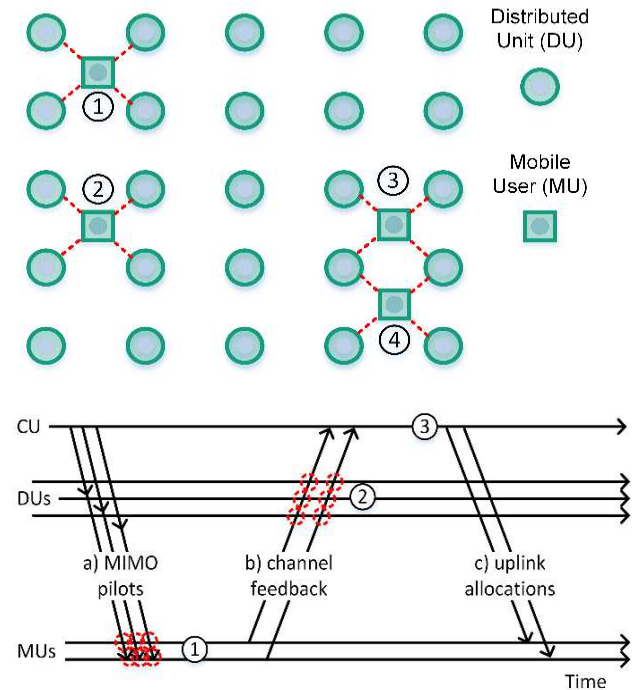 Distributed
Unit (DU)
1
2
3
Mobile
User (MU)
4
CU
3
DUs
2
a) MIMO
pilots
b) channel
feedback
c) uplink
allocations
MUs
1
Time